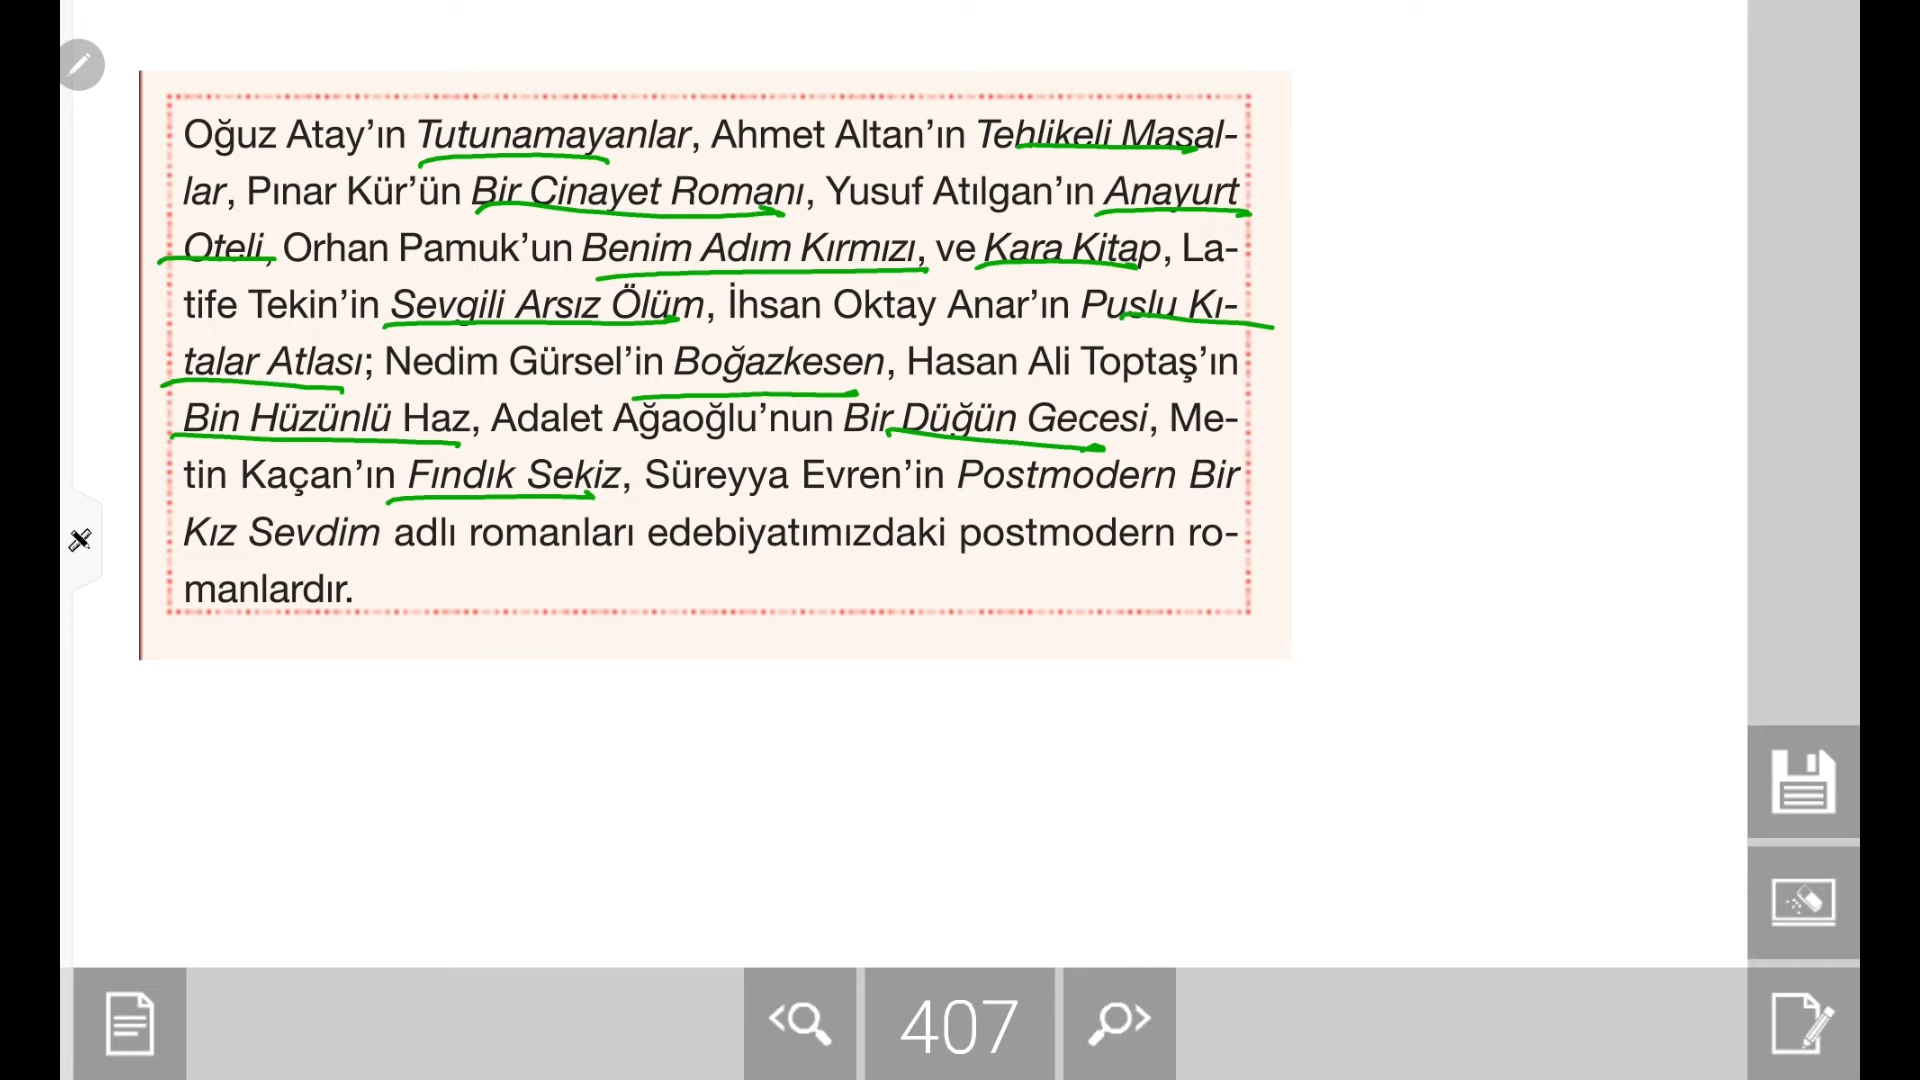 Oğuz Atay’ın Tutunamayanlar, Ahmet Altan’ın Tehlikeli Masal-
lar, Pınar Kür’ün Bir Cinayet Romanı, Yusuf Atılgan’ın Anayurt
Oteli, Orhan Pamuk’un Benim Adım Kırmızı, ve Kara Kitap, La-
tife Tekin’in Sevgili Arsız Ölüm, İhsan Oktay Anar’ın Puslu Kı-
talar Atlası; Nedim Gürsel’in Boğazkesen, Hasan Ali Toptaş’ın
Bin Hüzünlü Haz, Adalet Ağaoğlu’nun Bir Düğün Gecesi, Me-
tin Kaçan’ın Fındık Sekiz, Süreyya Evren’in Postmodern Bir
Kız Sevdim adlı romanları edebiyatımızdaki postmodern ro-
manlardır.
407